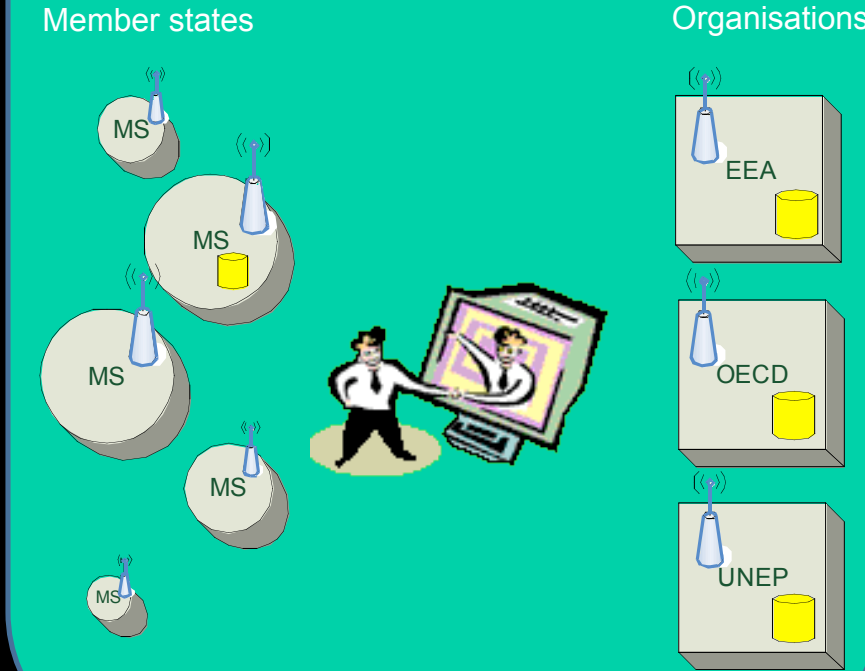 Member states
Organisations
MS
MS
MS
MS
MS
EEA
OECD
UNEP